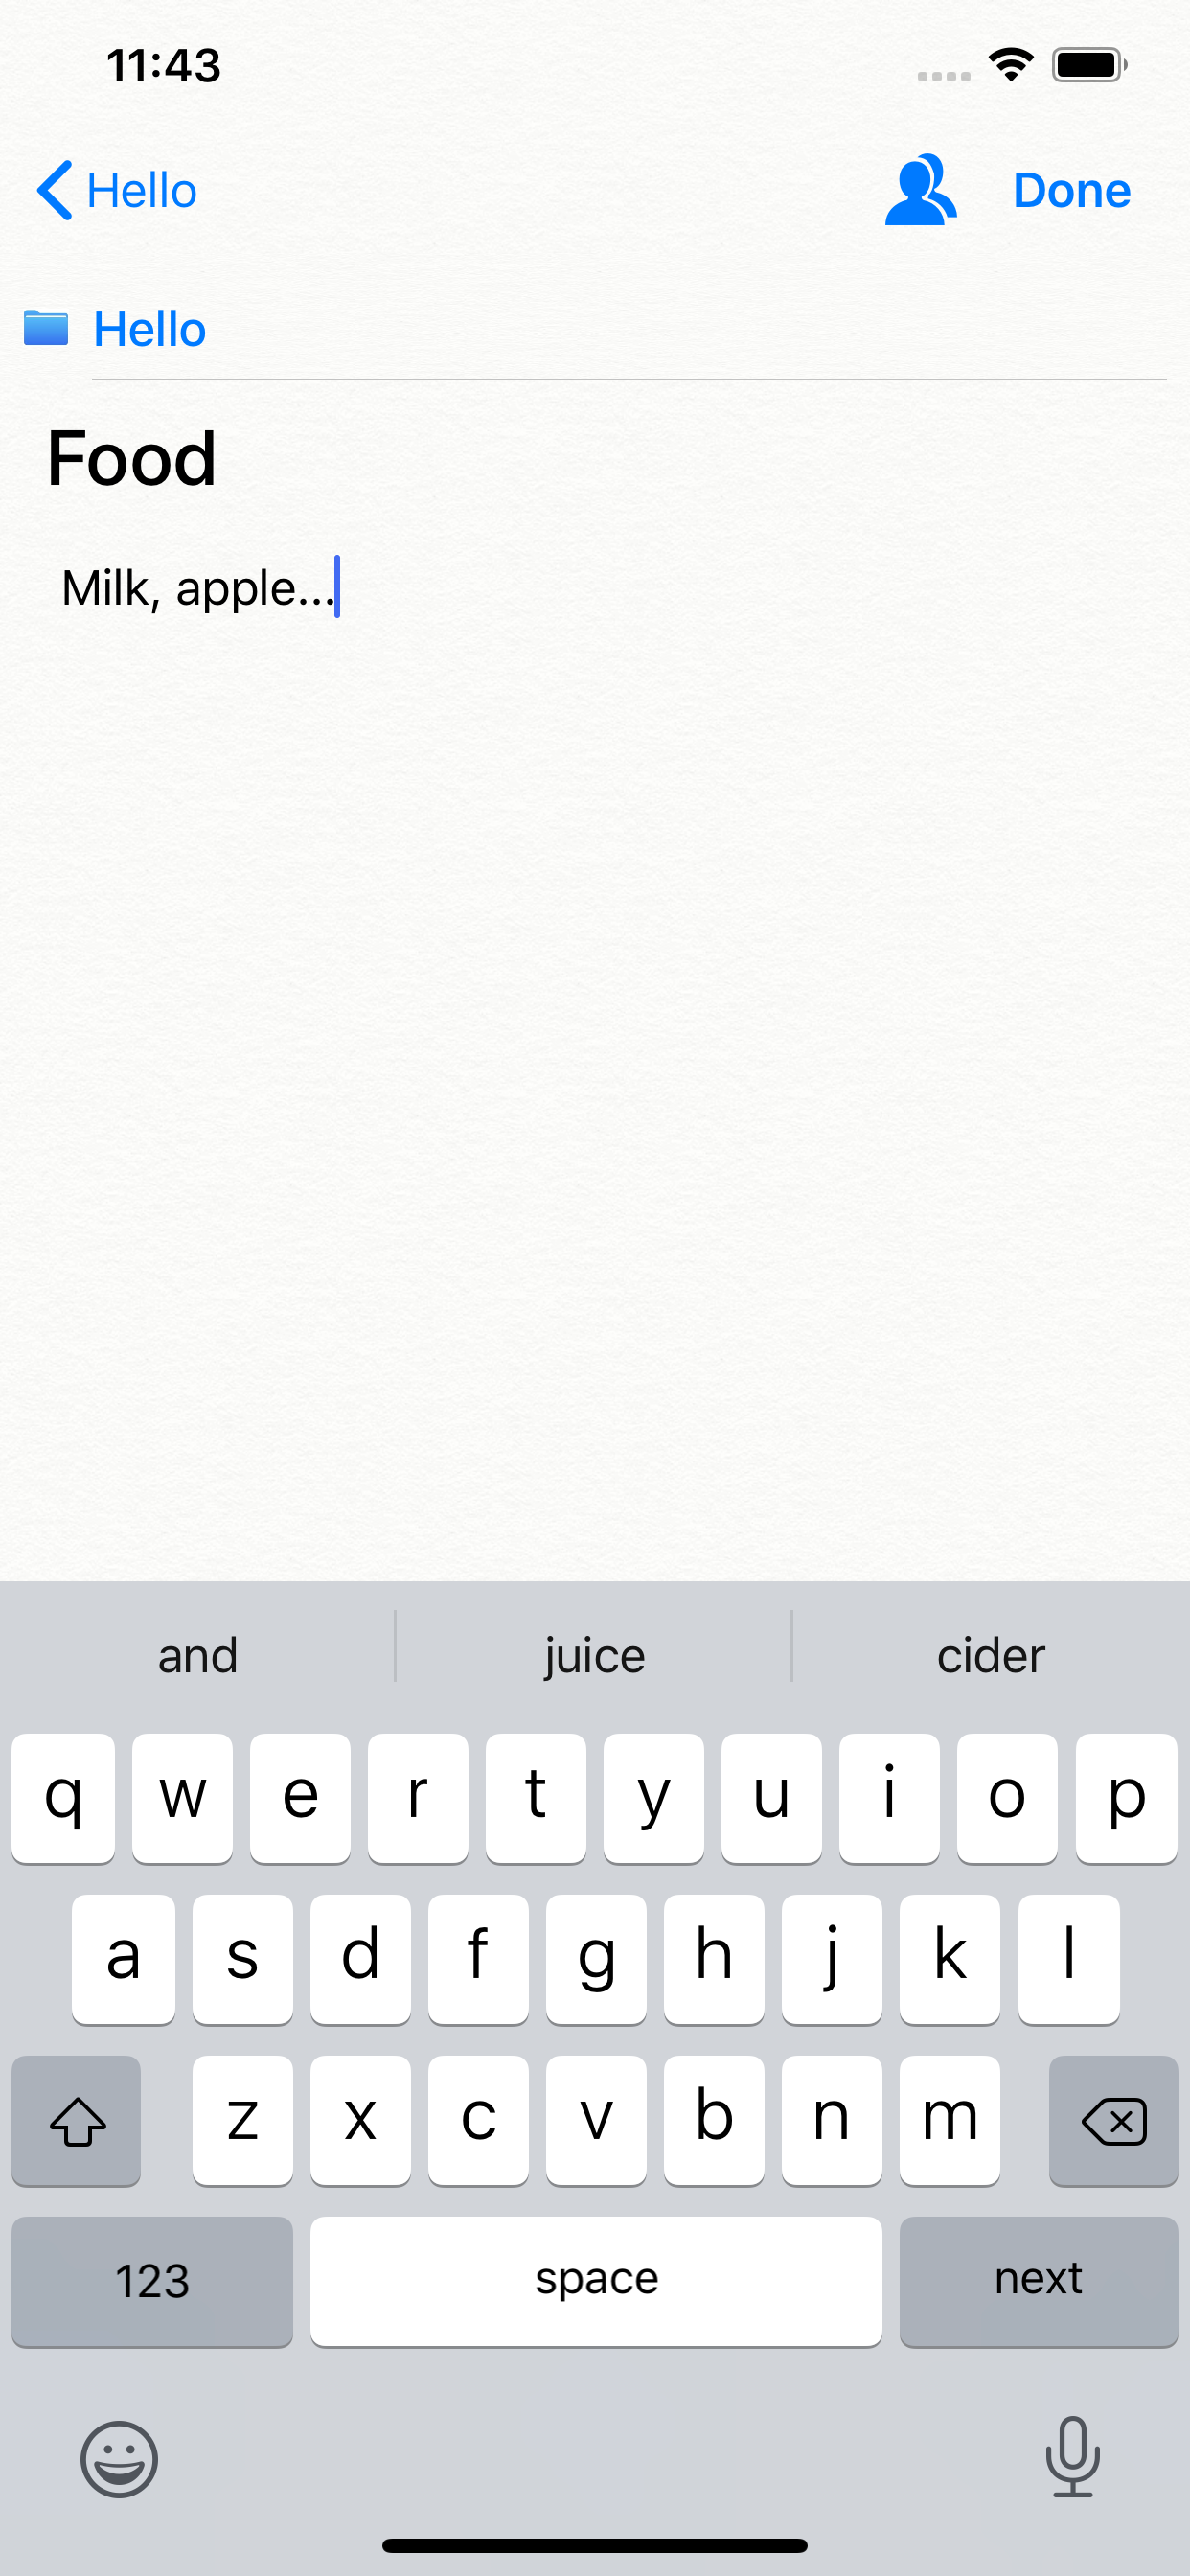 11:43
Hello Done
Hello
Food
Milk, apple...
and juice cider
q w e r t y u i o p
a s d f g h j k l
z x c v b n m
123 space next